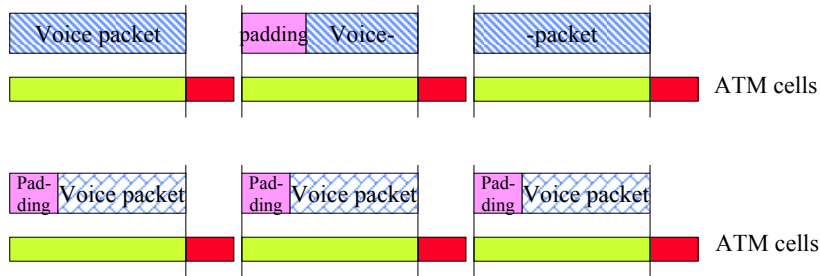 Voice packet padding Voice- -packet
ATM cells
Pad- Voice packet Pad- Voice packet Pad- Voice packet
ding ding ding
ATM cells